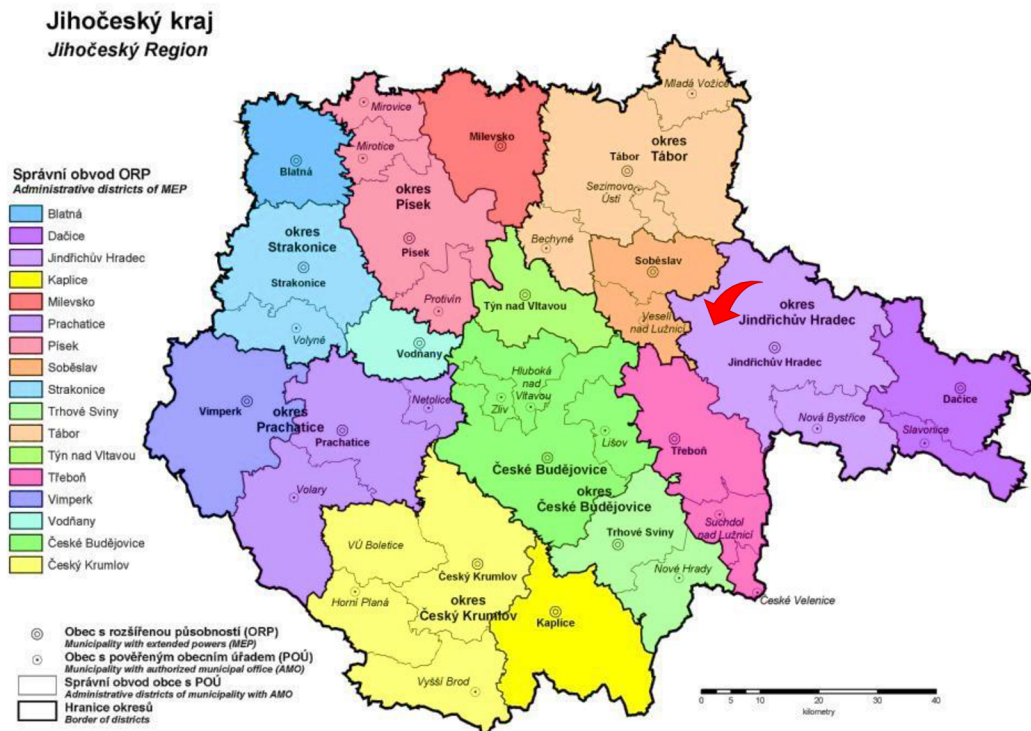 Jihočeský kraj
Jihočeský Region
Správní obvod ORP
Administrative districts of MEP
Blatná
Dačice
Jindřichův Hradec
Kaplice
Milevsko
Prachatice
Písek
Soběslav
Strakonice
Trhové Sviny
Tábor
Týn nad Vltavou
Třeboň
Vimperk
Vodňany
České Budějovice
Český Krumlov
Mladá Vožice
Mirovice
Milevsko
okres
Tábor
Mirotice
Tábor
Blatná
Sezimovo
Ústí
okres
Písek
okres
Strakonice
Bechyně
Písek
Soběslav
Strakonice
Týn nad Vltavou
Protivín
okres
Jindřichův Hradec
Veselí
nad Lužnicí
Volyně
Vodňany
Jindřichův Hradec
Hluboká
nad
Vltavou
Zliv
Netolice
Dačice
Vimperk
okres
Prachatice
Prachatice
Nová Bystřice
Slavonice
Lišov
Třeboň
České Budějovice
okres
České Budějovice
Volary
Suchdol
nad Lužnicí
Trhové Sviny
VÚ Boletice
Český Krumlov
Nové Hrady
Horní Planá
okres
Český Krumlov
České Velenice
Kaplice
Vyšší Brod
Obec s rozšířenou působností (ORP)
Municipality with extended powers (MEP)
Obec s pověřeným obecním úřadem (POÚ)
Municipality with authorized municipal office (AMO)
Správní obvod obce s POÚ
Administrative districts of municipality with AMO
Hranice okresů
Border of districts
0 5 10 20 30 40
kilometry